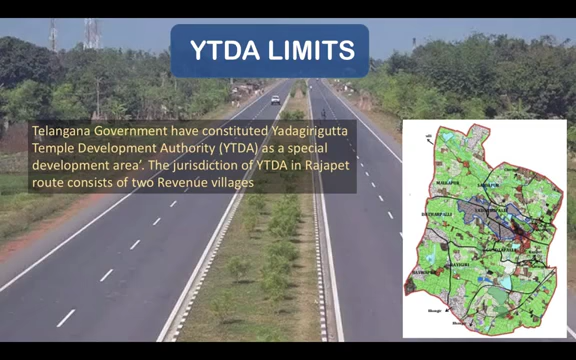 YTDA LIMITS
Telangana Government have constituted Yadagirigutta
Temple Development Authority (YTDA) as a special
development area'. The jurisdiction of YTDA in Rajapet
route consists of two Revenue villages